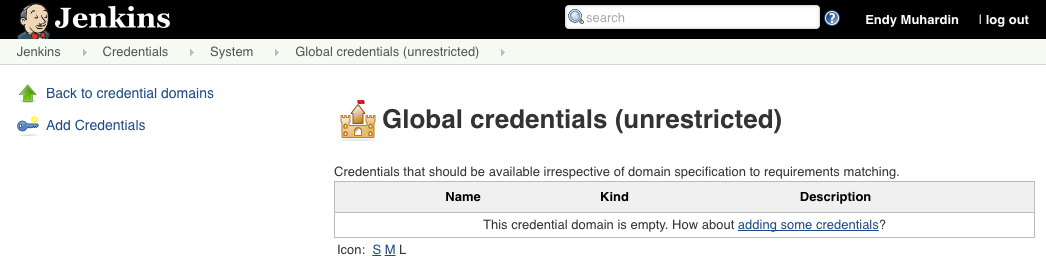 Jenkins
search
?
Endy Muhardin
| log out
Jenkins Credentials System Global credentials (unrestricted)
Back to credential domains
Add Credentials
Global credentials (unrestricted)
Credentials that should be available irrespective of domain specification to requirements matching.
Name Kind Description
This credential domain is empty. How about adding some credentials?
Icon: S M L